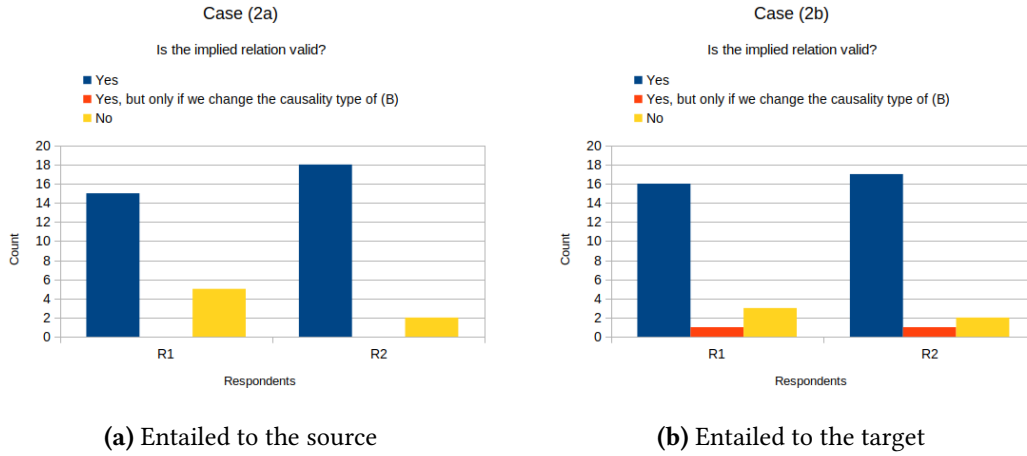 Case (2a)
Is the implied relation valid?
Yes
Yes, but only if we change the causality type of (B)
No
20
18
16
14
12
10
8
6
4
2
0
Count
R1 R2
Respondents
(a) Entailed to the source
Case (2b)
Is the implied relation valid?
Yes
Yes, but only if we change the causality type of (B)
No
20
18
16
14
12
10
8
6
4
2
0
Count
R1 R2
Respondents
(b) Entailed to the target